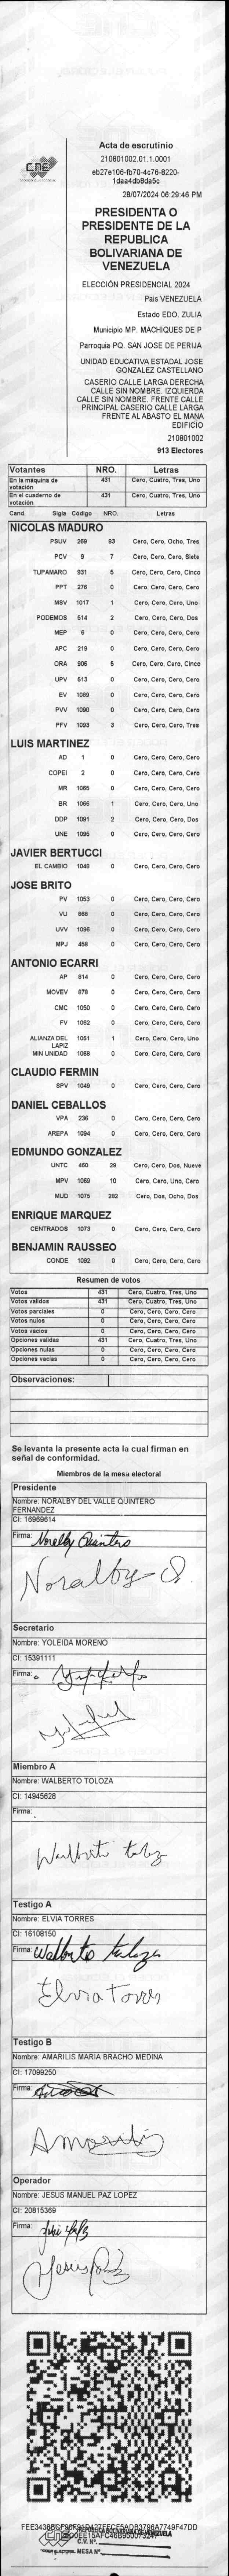 CNE
PODER ELECTORAL
Acta de escrutinio
210801002.01.1.0001
eb27e106-fb70-4c76-8220-
1daa4db8da5c
28/07/2024 06:29:46 PM
PRESIDENTA O
PRESIDENTE DE LA
REPUBLICA
BOLIVARIANA DE
VENEZUELA
ELECCIÓN PRESIDENCIAL 2024
Pais VENEZUELA
Estado EDO. ZULIA
Municipio MP. MACHIQUES DE P
Parroquia PQ. SAN JOSE DE PERIJA
UNIDAD EDUCATIVA ESTADAL JOSE
GONZALEZ CASTELLANO
CASERIO CALLE LARGA DERECHA
CALLE SIN NOMBRE. IZQUIERDA
CALLE SIN NOMBRE. FRENTE CALLE
PRINCIPAL CASERIO CALLE LARGA
FRENTE AL ABASTO EL MANA
EDIFICIO
210801002
913 Electores
Votantes NRO. Letras
En la máquina de votación 431 Cero, Cuatro, Tres, Uno
En el cuaderno de votación 431 Cero, Cuatro, Tres, Uno
Cand. Sigla Código NRO. Letras
NICOLAS MADURO
PSUV 269 83 Cero, Cero, Ocho, Tres
PCV 9 7 Cero, Cero, Cero, Siete
TUPAMARO 931 5 Cero, Cero, Cero, Cinco
PPT 276 0 Cero, Cero, Cero, Cero
MSV 1017 1 Cero, Cero, Cero, Uno
PODEMOS 514 2 Cero, Cero, Cero, Dos
MEP 6 0 Cero, Cero, Cero, Cero
APC 219 0 Cero, Cero, Cero, Cero
ORA 906 5 Cero, Cero, Cero, Cinco
UPV 513 0 Cero, Cero, Cero, Cero
EV 1089 0 Cero, Cero, Cero, Cero
PVV 1090 0 Cero, Cero, Cero, Cero
PFV 1093 3 Cero, Cero, Cero, Tres
LUIS MARTINEZ
AD 1 0 Cero, Cero, Cero, Cero
COPEI 2 0 Cero, Cero, Cero, Cero
MR 1065 0 Cero, Cero, Cero, Cero
BR 1066 1 Cero, Cero, Cero, Uno
DDP 1091 2 Cero, Cero, Cero, Dos
UNE 1095 0 Cero, Cero, Cero, Cero
JAVIER BERTUCCI
EL CAMBIO 1048 0 Cero, Cero, Cero, Cero
JOSE BRITO
PV 1053 0 Cero, Cero, Cero, Cero
VU 868 0 Cero, Cero, Cero, Cero
UVV 1096 0 Cero, Cero, Cero, Cero
MPJ 458 0 Cero, Cero, Cero, Cero
ANTONIO ECARRI
AP 814 0 Cero, Cero, Cero, Cero
MOVEV 878 0 Cero, Cero, Cero, Cero
CMC 1050 0 Cero, Cero, Cero, Cero
FV 1062 0 Cero, Cero, Cero, Cero
ALIANZA DEL LAPIZ 1051 1 Cero, Cero, Cero, Uno
MIN UNIDAD 1068 0 Cero, Cero, Cero, Cero
CLAUDIO FERMIN
SPV 1049 0 Cero, Cero, Cero, Cero
DANIEL CEBALLOS
VPA 236 0 Cero, Cero, Cero, Cero
AREPA 1094 0 Cero, Cero, Cero, Cero
EDMUNDO GONZALEZ
UNTC 460 29 Cero, Cero, Dos, Nueve
MPV 1069 10 Cero, Cero, Uno, Cero
MUD 1075 282 Cero, Dos, Ocho, Dos
ENRIQUE MARQUEZ
CENTRADOS 1073 0 Cero, Cero, Cero, Cero
BENJAMIN RAUSSEO
CONDE 1092 0 Cero, Cero, Cero, Cero
Resumen de votos
Votos 431 Cero, Cuatro, Tres, Uno
Votos validos 431 Cero, Cuatro, Tres, Uno
Votos parciales 0 Cero, Cero, Cero, Cero
Votos nulos 0 Cero, Cero, Cero, Cero
Votos vacios 0 Cero, Cero, Cero, Cero
Opciones validas 431 Cero, Cuatro, Tres, Uno
Opciones nulas 0 Cero, Cero, Cero, Cero
Opciones vacias 0 Cero, Cero, Cero, Cero
Observaciones:
Se levanta la presente acta la cual firman en
señal de conformidad.
Miembros de la mesa electoral
Presidente
Nombre: NORALBY DEL VALLE QUINTERO
FERNANDEZ
CI: 16969614
Firma: Noralby Quintero
Noralby Q.
Secretario
Nombre: YOLEIDA MORENO
CI: 15391111
Firma:
Miembro A
Nombre: WALBERTO TOLOZA
CI: 14945628
Firma:
Walberto toloza
Testigo A
Nombre: ELVIA TORRES
CI: 16108150
Firma: Walberto toloza
Elvia Torres
Testigo B
Nombre: AMARILIS MARIA BRACHO MEDINA
CI: 17099250
Firma:
Amarilis
Operador
Nombre: JESUS MANUEL PAZ LOPEZ
CI: 20815369
Firma:
Jesus Paz
REPÚBLICA BOLIVARIANA DE VENEZUELA
CNE
C.V. Nº.
PODER ELECTORAL MESA Nº.